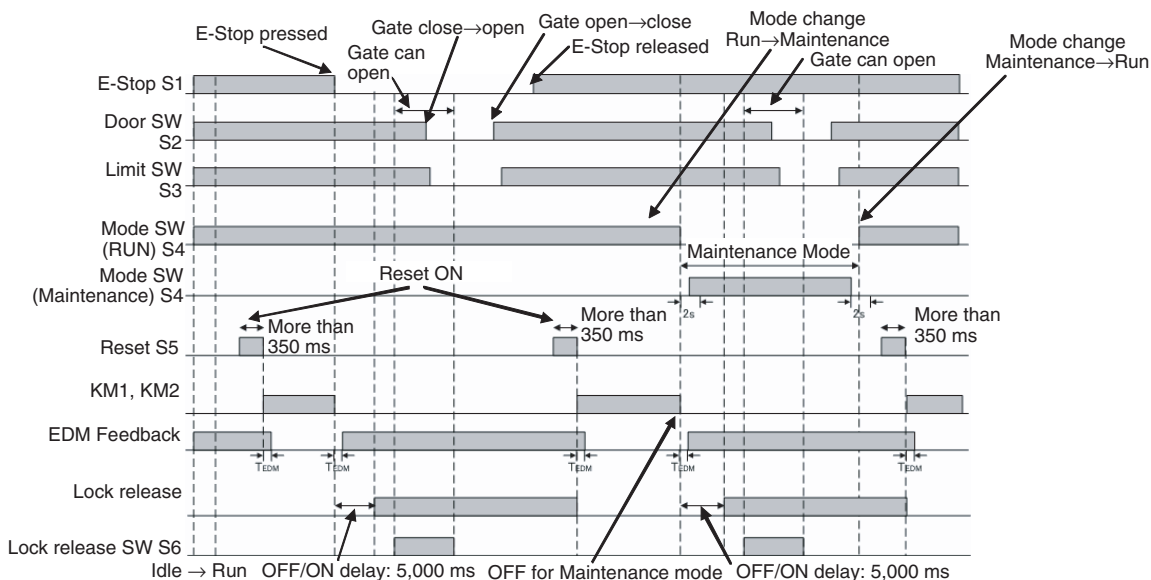 E-Stop pressed
Gate close→open
Gate open→close
Mode change
Run→Maintenance
Mode change
Maintenance→Run
Gate can
open
E-Stop released
Gate can open
E-Stop S1
Door SW
S2
Limit SW
S3
Mode SW
(RUN) S4
Maintenance Mode
Mode SW
(Maintenance) S4
Reset ON
2s
2s
More than
350 ms
More than
350 ms
More than
350 ms
Reset S5
KM1, KM2
EDM Feedback
TEDM
TEDM
TEDM
TEDM
TEDM
Lock release
Lock release SW S6
Idle → Run
OFF/ON delay: 5,000 ms
OFF for Maintenance mode
OFF/ON delay: 5,000 ms